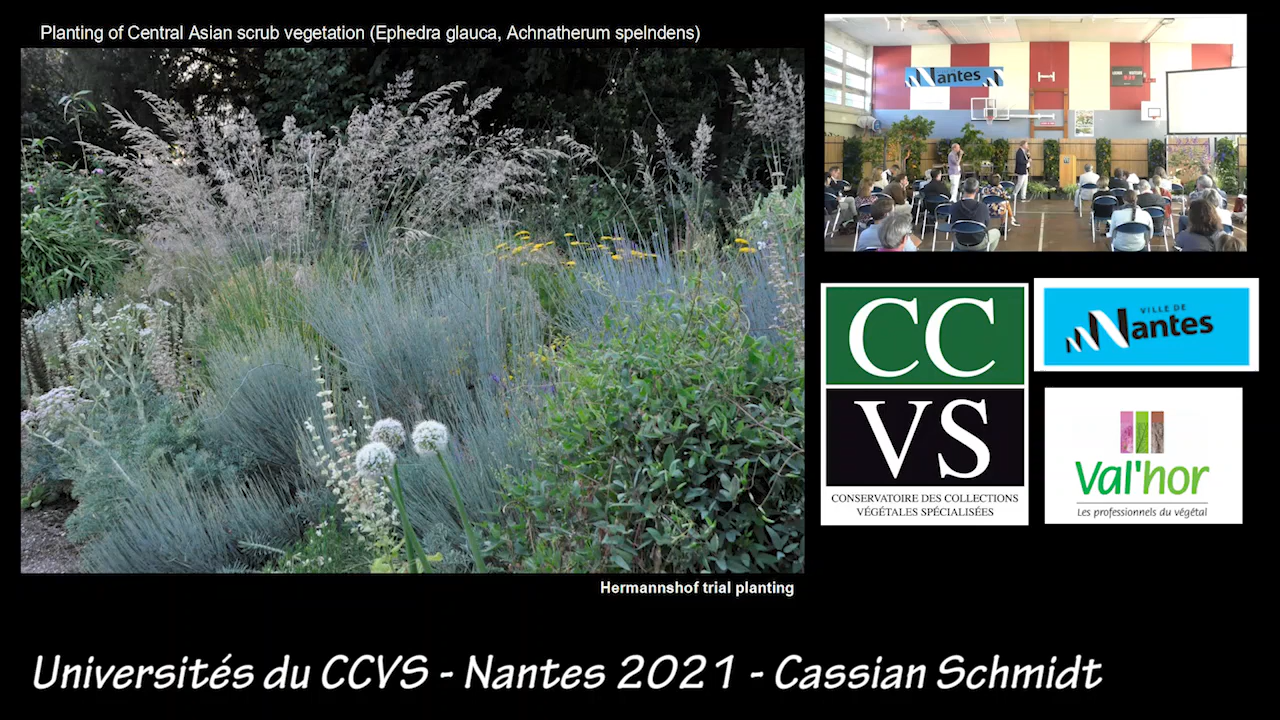 Planting of Central Asian scrub vegetation (Ephedra glauca, Achnatherum spelndens)
Nantes
CC
VS
CONSERVATOIRE DES COLLECTIONS
VÉGÉTALES SPÉCIALISÉES
VILLE DE
Nantes
Val'hor
Les professionnels du végétal
Hermannshof trial planting
Universités du CCVS - Nantes 2021 - Cassian Schmidt